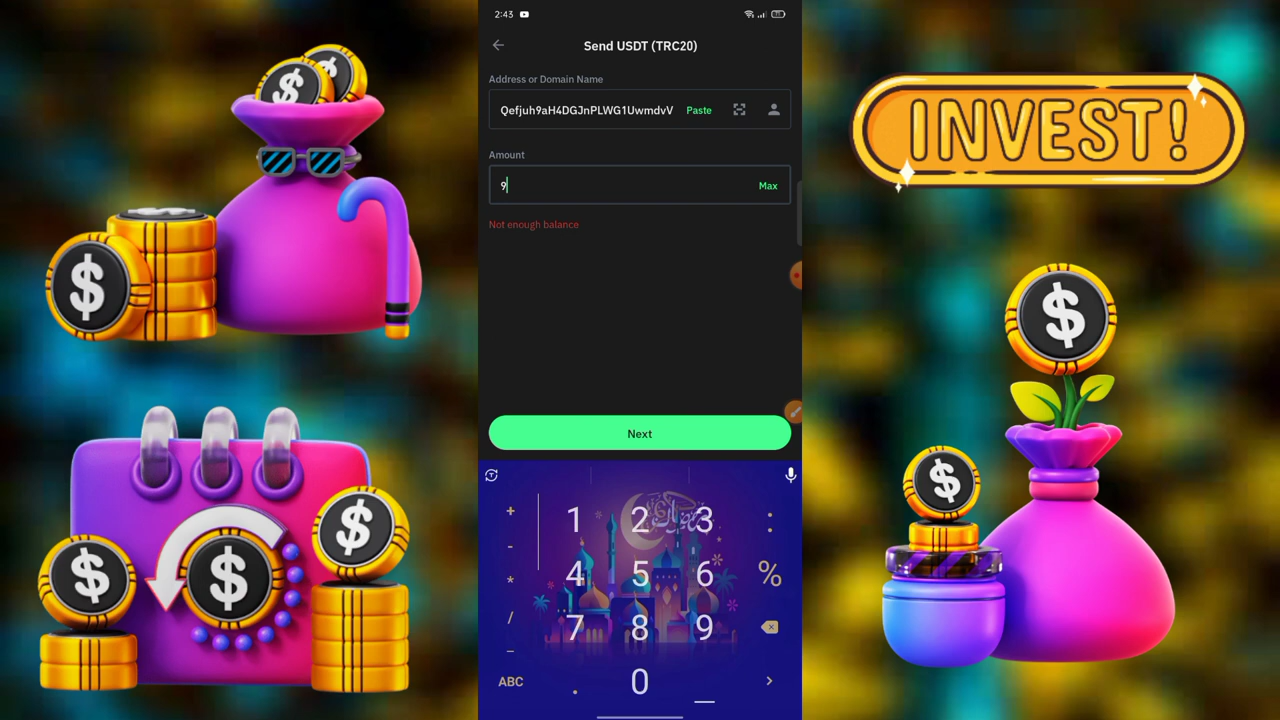 2:43
Send USDT (TRC20)
Address or Domain Name
Qefjuh9aH4DGJnPLWG1UwmdvV Paste
Amount
9 Max
Not enough balance
Next
+ 1 2 3 :
-
* 4 5 6 %
/ 7 8 9
_
ABC . 0
INVEST!
$
$
$
$
$
$
$